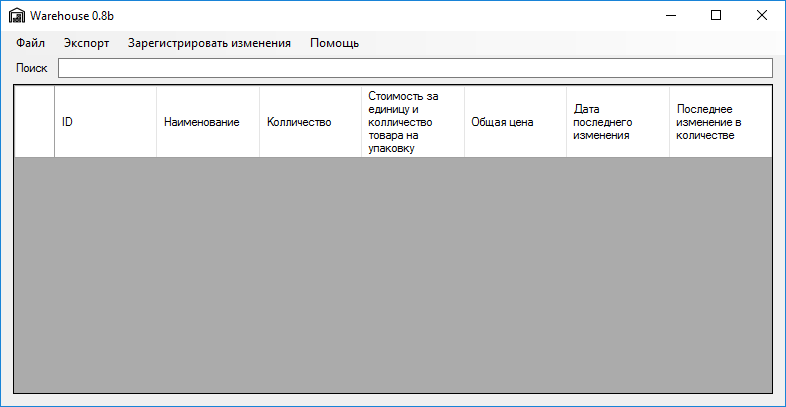 Warehouse 0.8b
Файл Экспорт Зарегистрировать изменения Помощь
Поиск
ID
Наименование
Колличество
Стоимость за
единицу и
колличество
товара на
упаковку
Общая цена
Дата
последнего
изменения
Последнее
изменение в
количестве